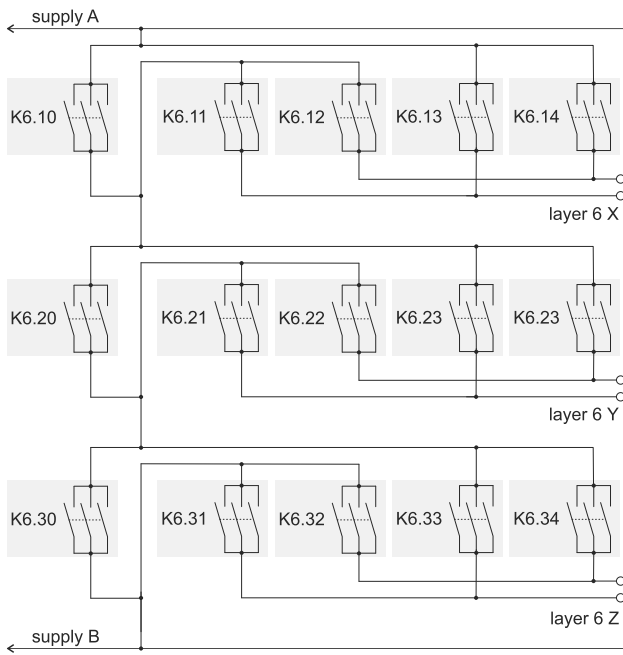 supply A
K6.10 K6.11 K6.12 K6.13 K6.14
layer 6 X
K6.20 K6.21 K6.22 K6.23 K6.23
layer 6 Y
K6.30 K6.31 K6.32 K6.33 K6.34
layer 6 Z
supply B